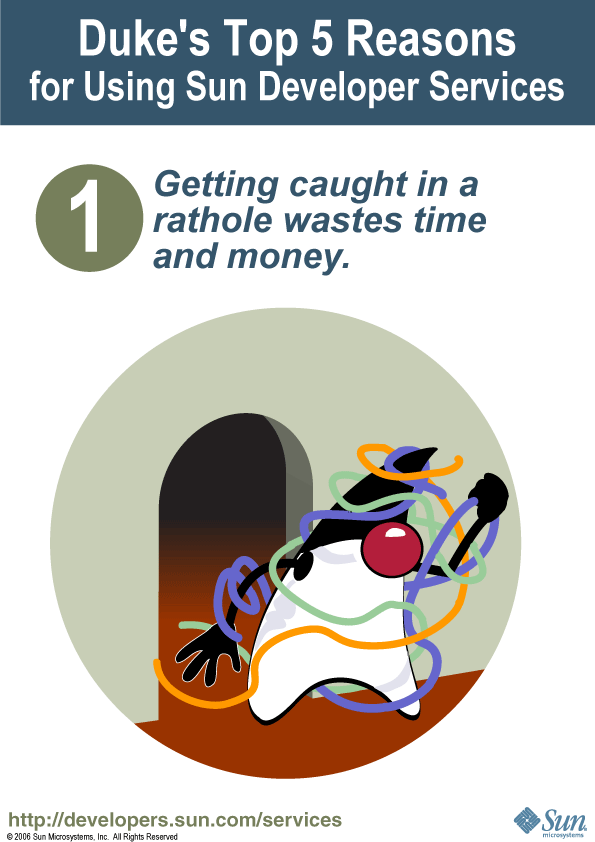 Duke's Top 5 Reasons
for Using Sun Developer Services
1
Getting caught in a
rathole wastes time
and money.
http://developers.sun.com/services
© 2006 Sun Microsystems, Inc. All Rights Reserved
Sun
microsystems